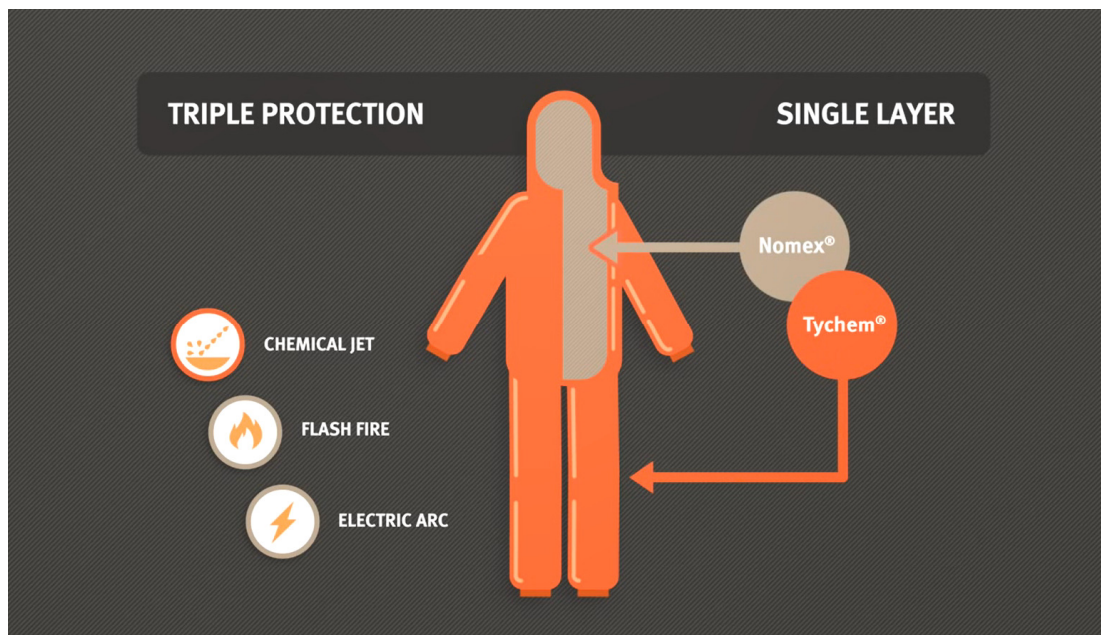 TRIPLE PROTECTION
SINGLE LAYER
Nomex®
Tychem®
CHEMICAL JET
FLASH FIRE
ELECTRIC ARC